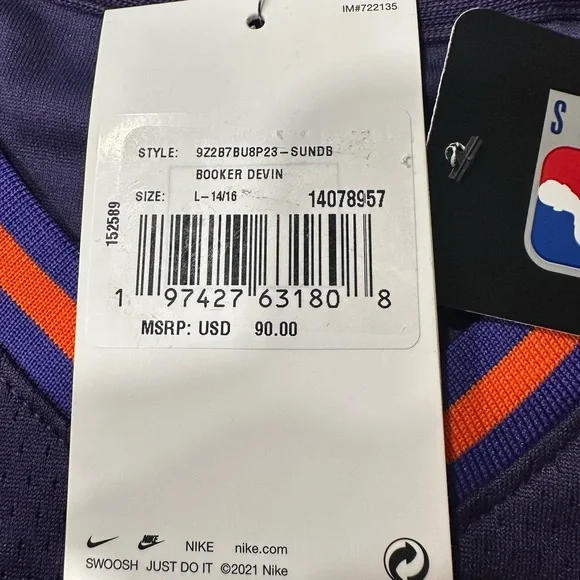 IM#722135
STYLE: 9Z2B7BU8P23-SUNDB
BOOKER DEVIN
SIZE: L-14/16 14078957
152589
1 97427 63180 8
MSRP: USD 90.00
S
NIKE NIKE nike.com
SWOOSH JUST DO IT ©2021 Nike